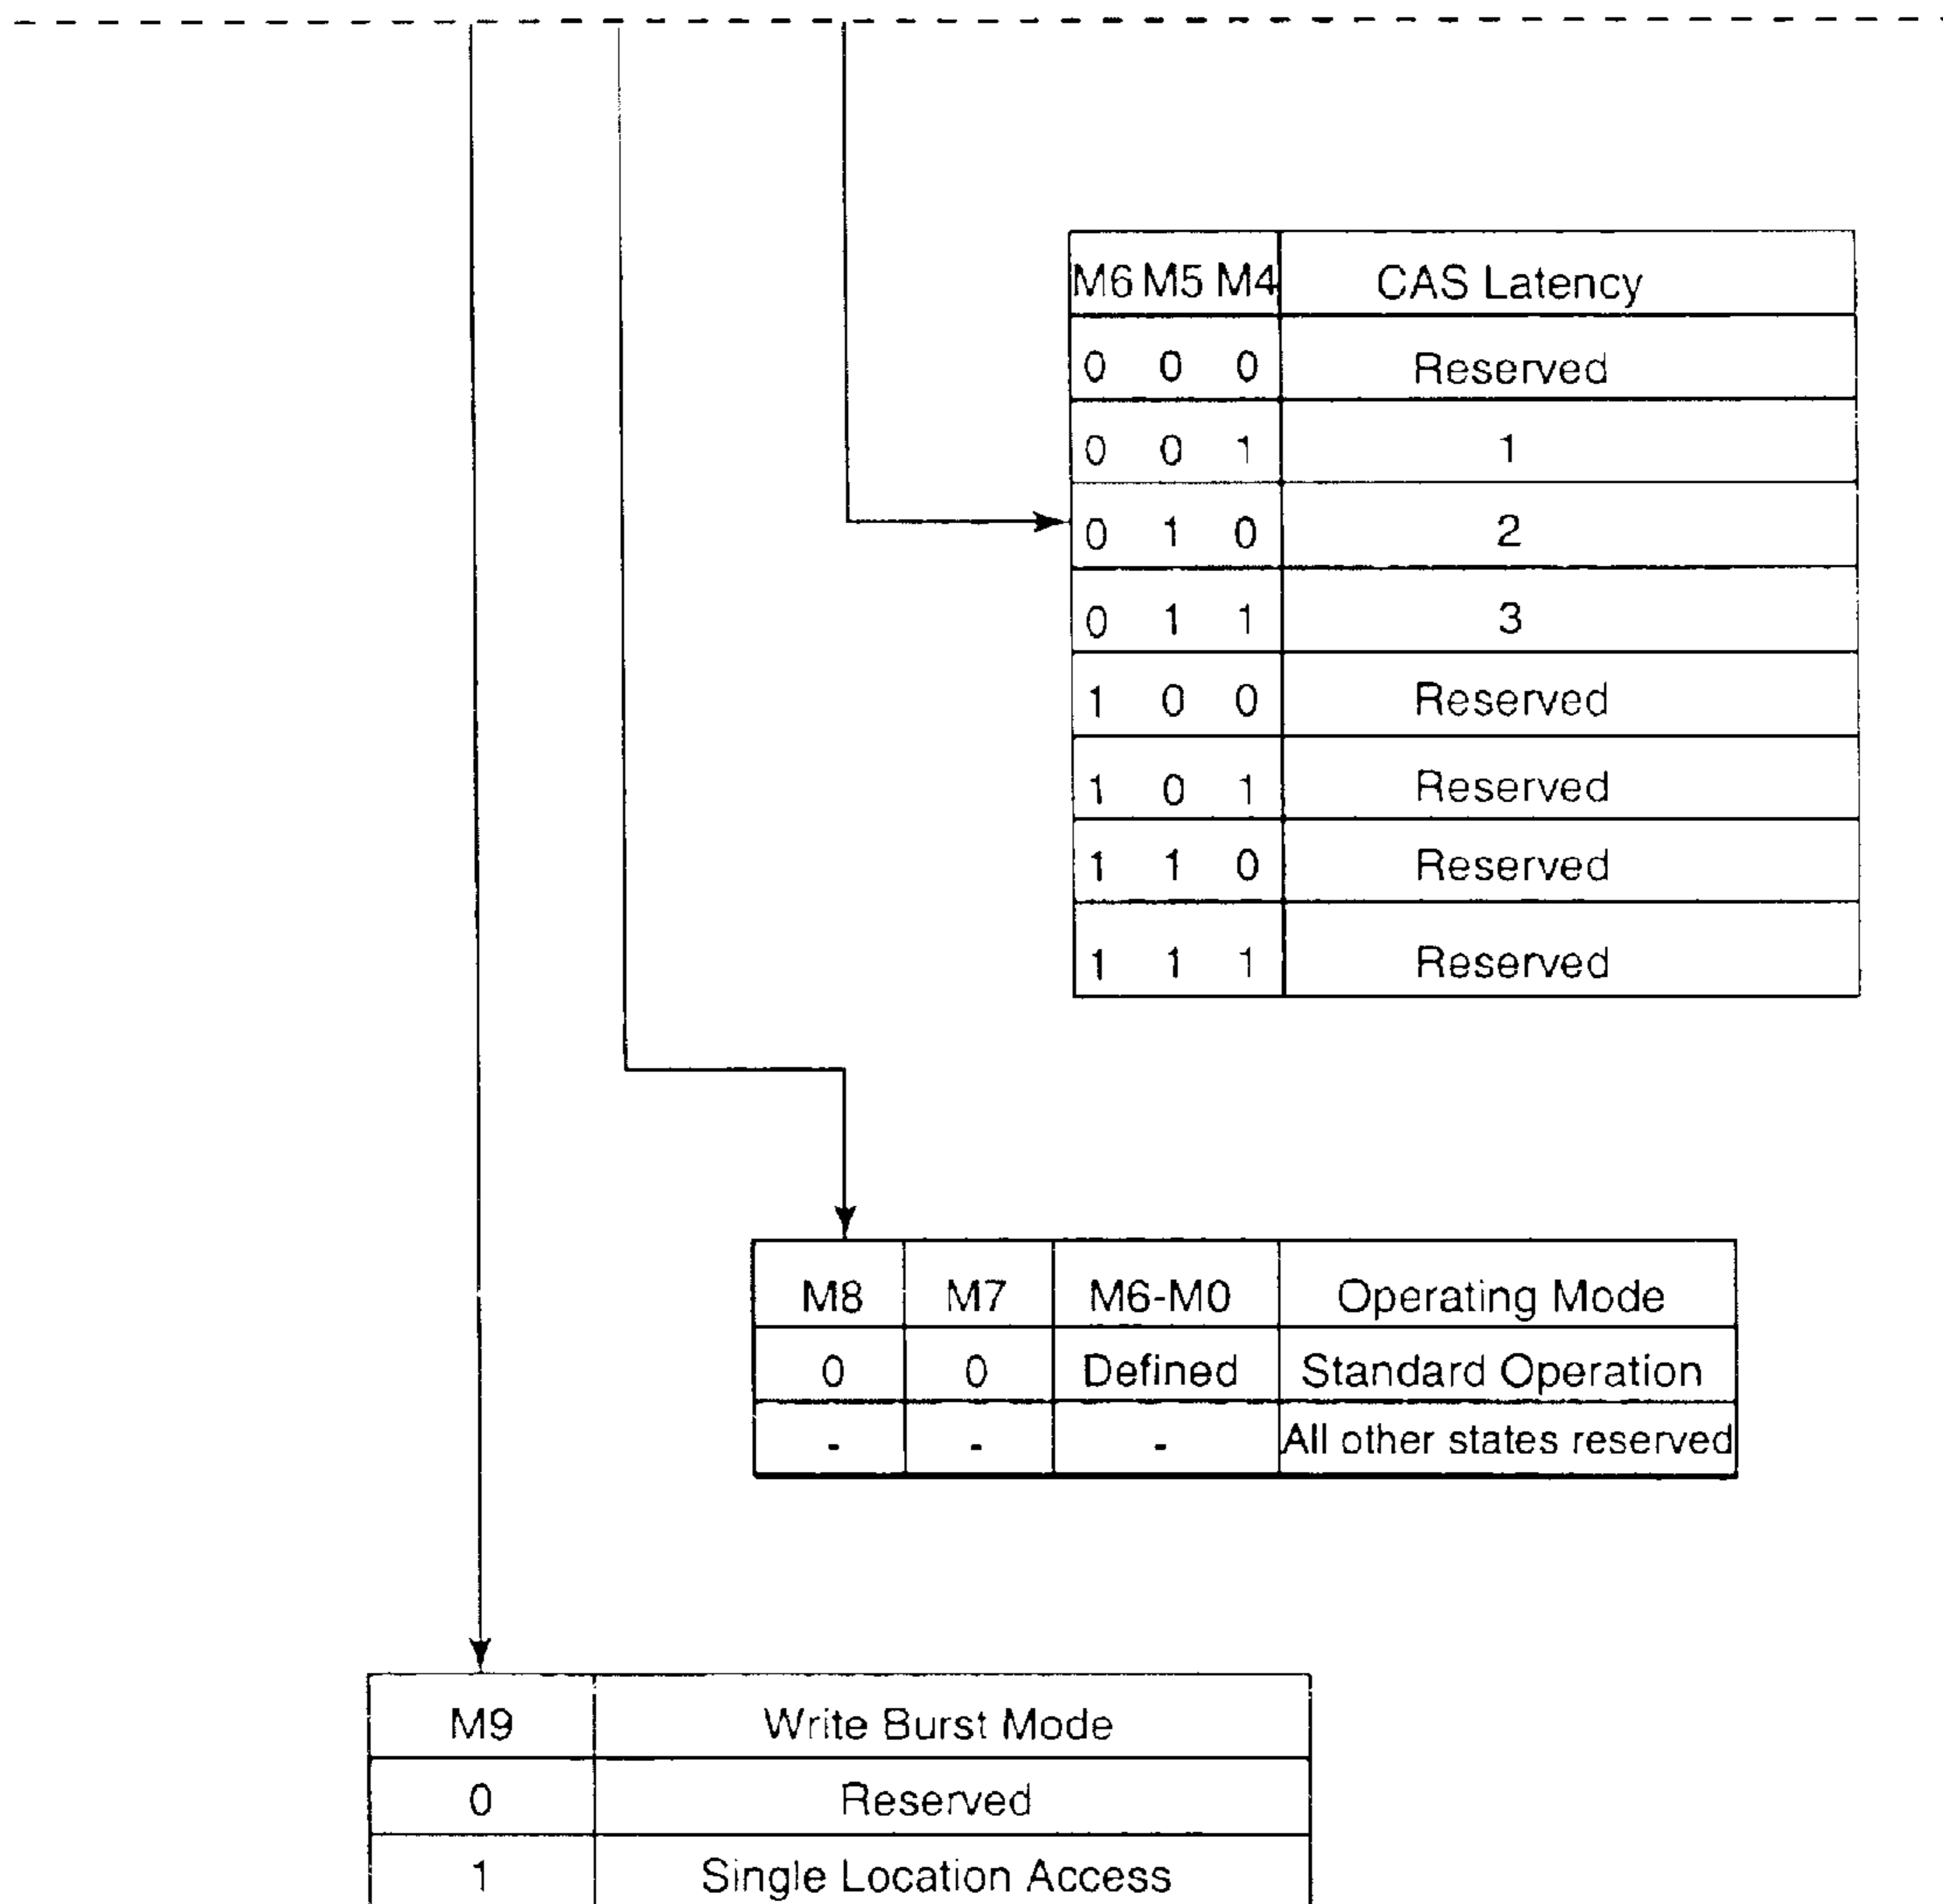 M6 M5 M4 CAS Latency
0 0 0 Reserved
0 0 1 1
0 1 0 2
0 1 1 3
1 0 0 Reserved
1 0 1 Reserved
1 1 0 Reserved
1 1 1 Reserved
M8 M7 M6-M0 Operating Mode
0 0 Defined Standard Operation
- - - All other states reserved
M9 Write Burst Mode
0 Reserved
1 Single Location Access